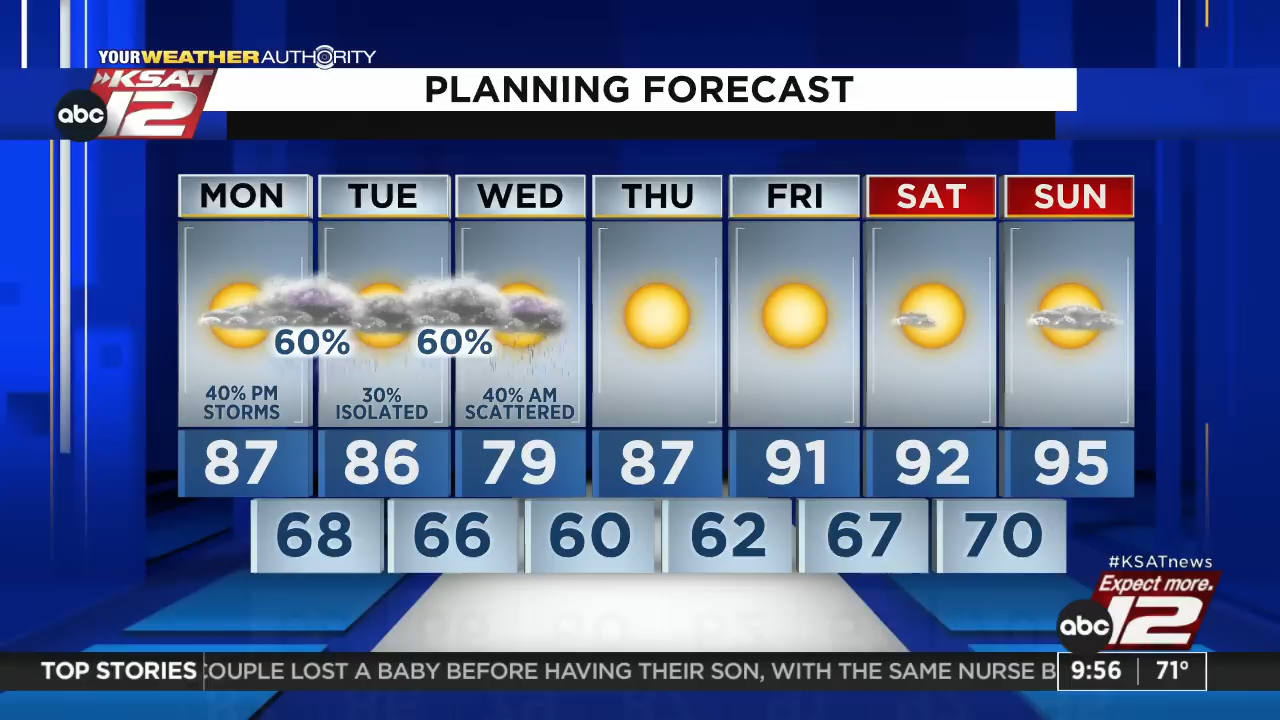 YOURWEATHERAUTHORITY
KSAT
abc 12
PLANNING FORECAST
MON TUE WED THU FRI SAT SUN
60% 60%
40% PM STORMS
30% ISOLATED
40% AM SCATTERED
87 86 79 87 91 92 95
68 66 60 62 67 70
#KSATnews
Expect more.
abc 12
TOP STORIES COUPLE LOST A BABY BEFORE HAVING THEIR SON, WITH THE SAME NURSE B 9:56 71°